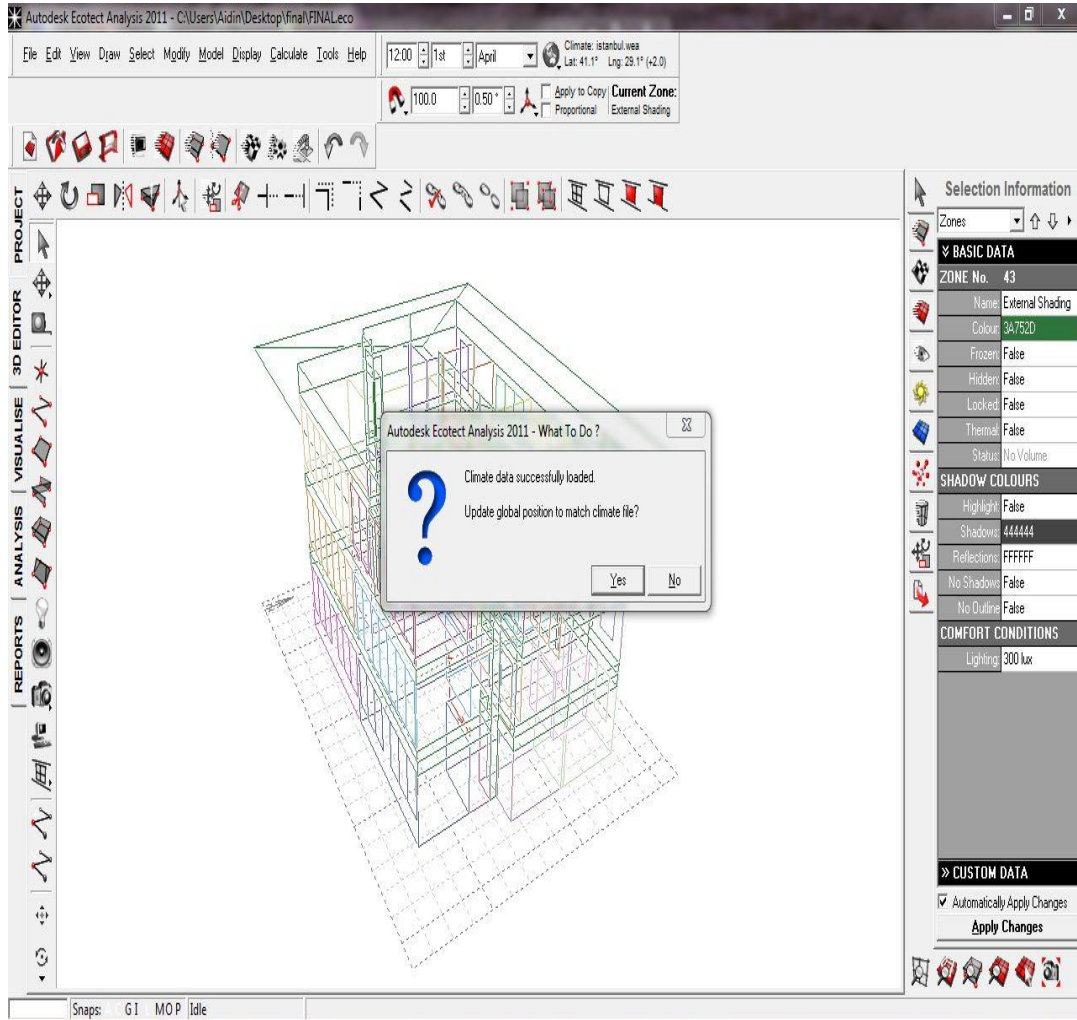 Autodesk Ecotect Analysis 2011 - C:\Users\Aidin\Desktop\final\FINAL.eco
File Edit View Draw Select Modify Model Display Calculate Tools Help
12:00 1st April
Climate: istanbul.wea
Lat: 41.1° Lng: 29.1° (+2.0)
100.0 0.50 °
Apply to Copy
Proportional
Current Zone:
External Shading
PROJECT
3D EDITOR
VISUALISE
ANALYSIS
REPORTS
Autodesk Ecotect Analysis 2011 - What To Do ?
Climate data successfully loaded.
Update global position to match climate file?
Yes No
Selection Information
Zones
BASIC DATA
ZONE No. 43
Name: External Shading
Colour: 3A752D
Frozen: False
Hidden: False
Locked: False
Thermal: False
Status: No Volume
SHADOW COLOURS
Highlight: False
Shadows: 444444
Reflections: FFFFFF
No Shadows False
No Outline False
COMFORT CONDITIONS
Lighting: 300 lux
» CUSTOM DATA
Automatically Apply Changes
Apply Changes
Snaps: G I M O P Idle